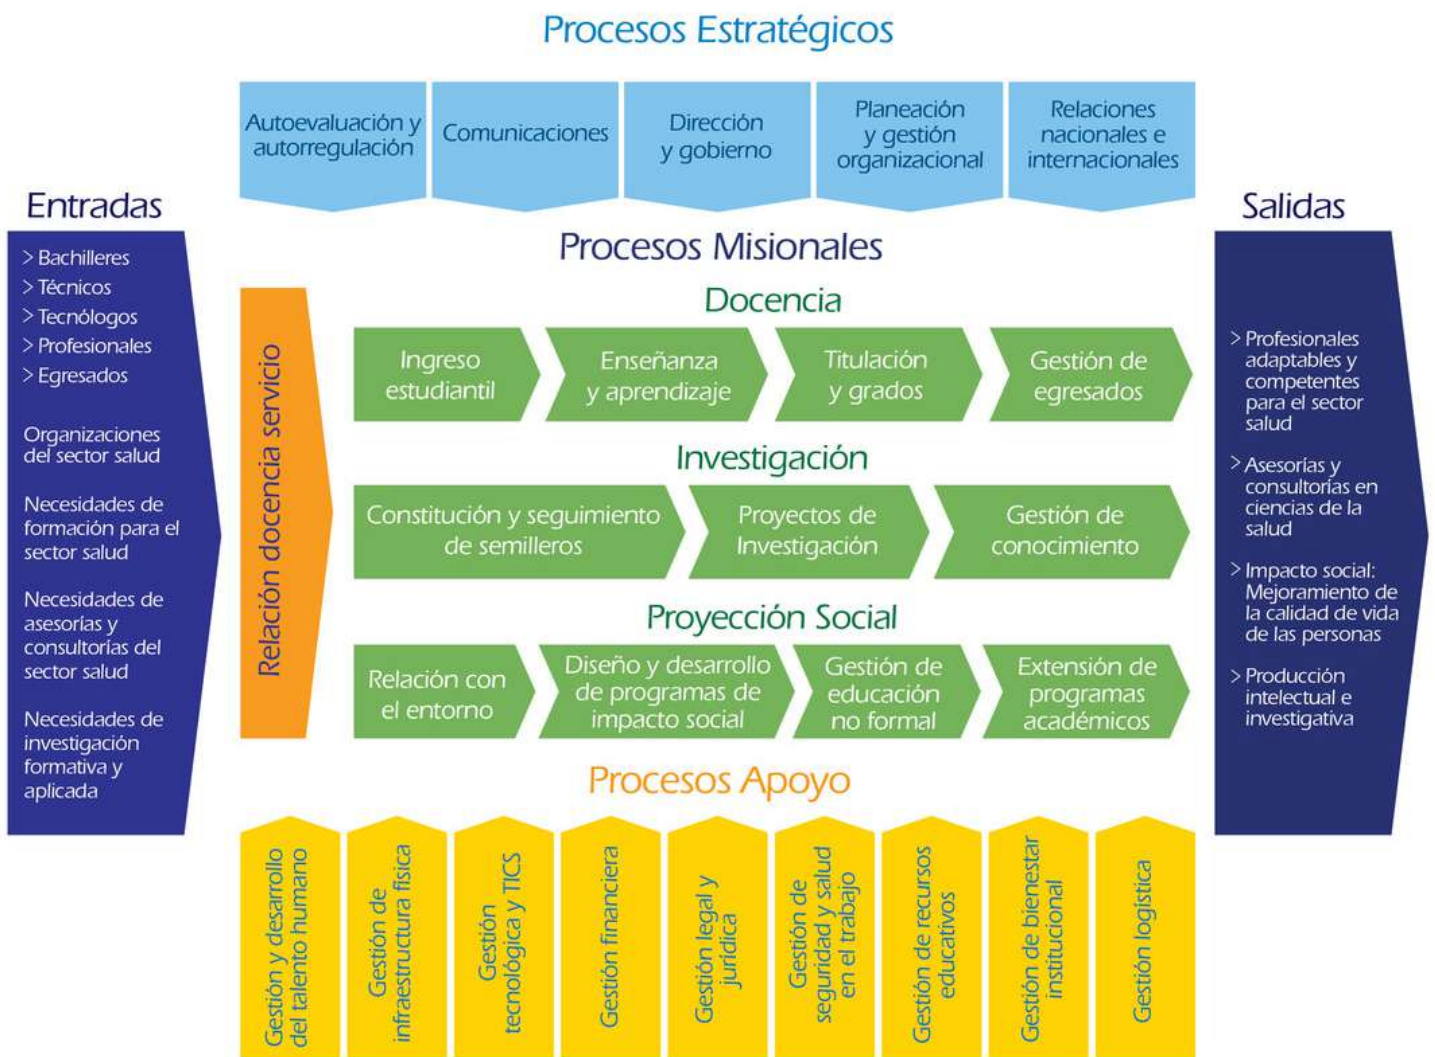 Procesos Estratégicos
Autoevaluación y
autorregulación
Comunicaciones
Dirección
y gobierno
Planeación
y gestión
organizacional
Relaciones
nacionales e
internacionales
Entradas
> Bachilleres
> Técnicos
> Tecnólogos
> Profesionales
> Egresados
Organizaciones
del sector salud
Necesidades de
formación para el
sector salud
Necesidades de
asesorías y
consultorías del
sector salud
Necesidades de
investigación
formativa y
aplicada
Procesos Misionales
Relación docencia servicio
Docencia
Ingreso
estudiantil
Enseñanza
y aprendizaje
Titulación
y grados
Gestión de
egresados
Investigación
Constitución y seguimiento
de semilleros
Proyectos de
Investigación
Gestión de
conocimiento
Proyección Social
Relación con
el entorno
Diseño y desarrollo
de programas de
impacto social
Gestión de
educación
no formal
Extensión de
programas
académicos
Salidas
> Profesionales
adaptables y
competentes
para el sector
salud
> Asesorías y
consultorías en
ciencias de la
salud
> Impacto social:
Mejoramiento de
la calidad de vida
de las personas
> Producción
intelectual e
investigativa
Procesos Apoyo
Gestión y desarrollo
del talento humano
Gestión de
infraestructura física
Gestión
tecnológica y TICS
Gestión financiera
Gestión legal y
jurídica
Gestión de
seguridad y salud
en el trabajo
Gestión de recursos
educativos
Gestión de bienestar
institucional
Gestión logística